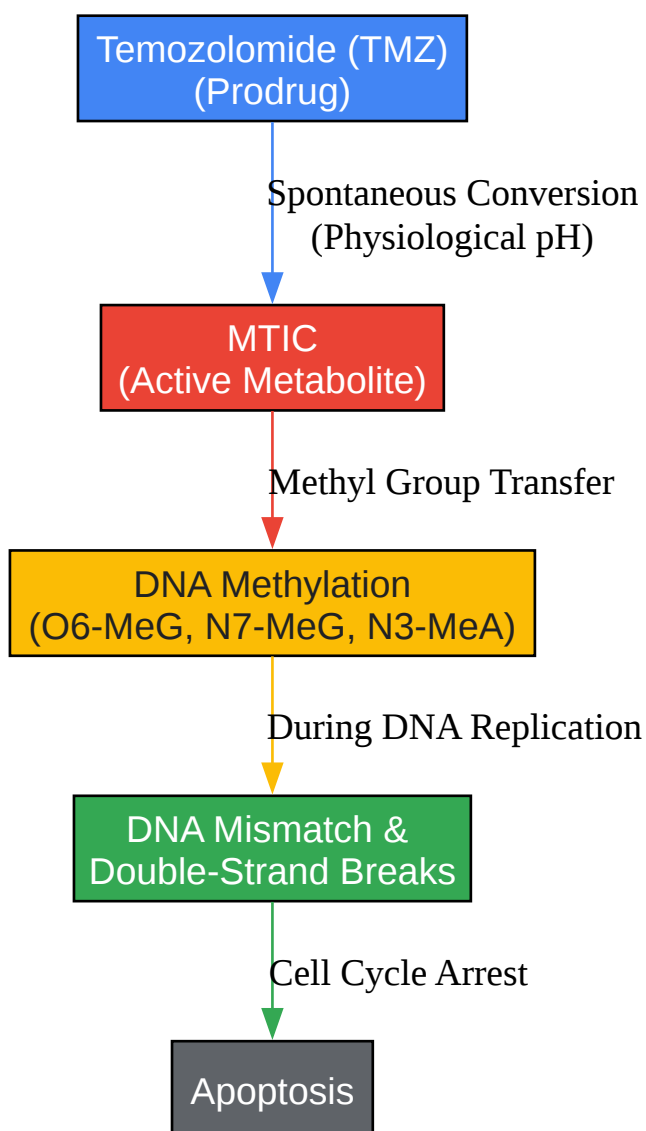 Temozolomide (TMZ)
(Prodrug)
Spontaneous Conversion
(Physiological pH)
MTIC
(Active Metabolite)
Methyl Group Transfer
DNA Methylation
(O6-MeG, N7-MeG, N3-MeA)
During DNA Replication
DNA Mismatch &
Double-Strand Breaks
Cell Cycle Arrest
Apoptosis